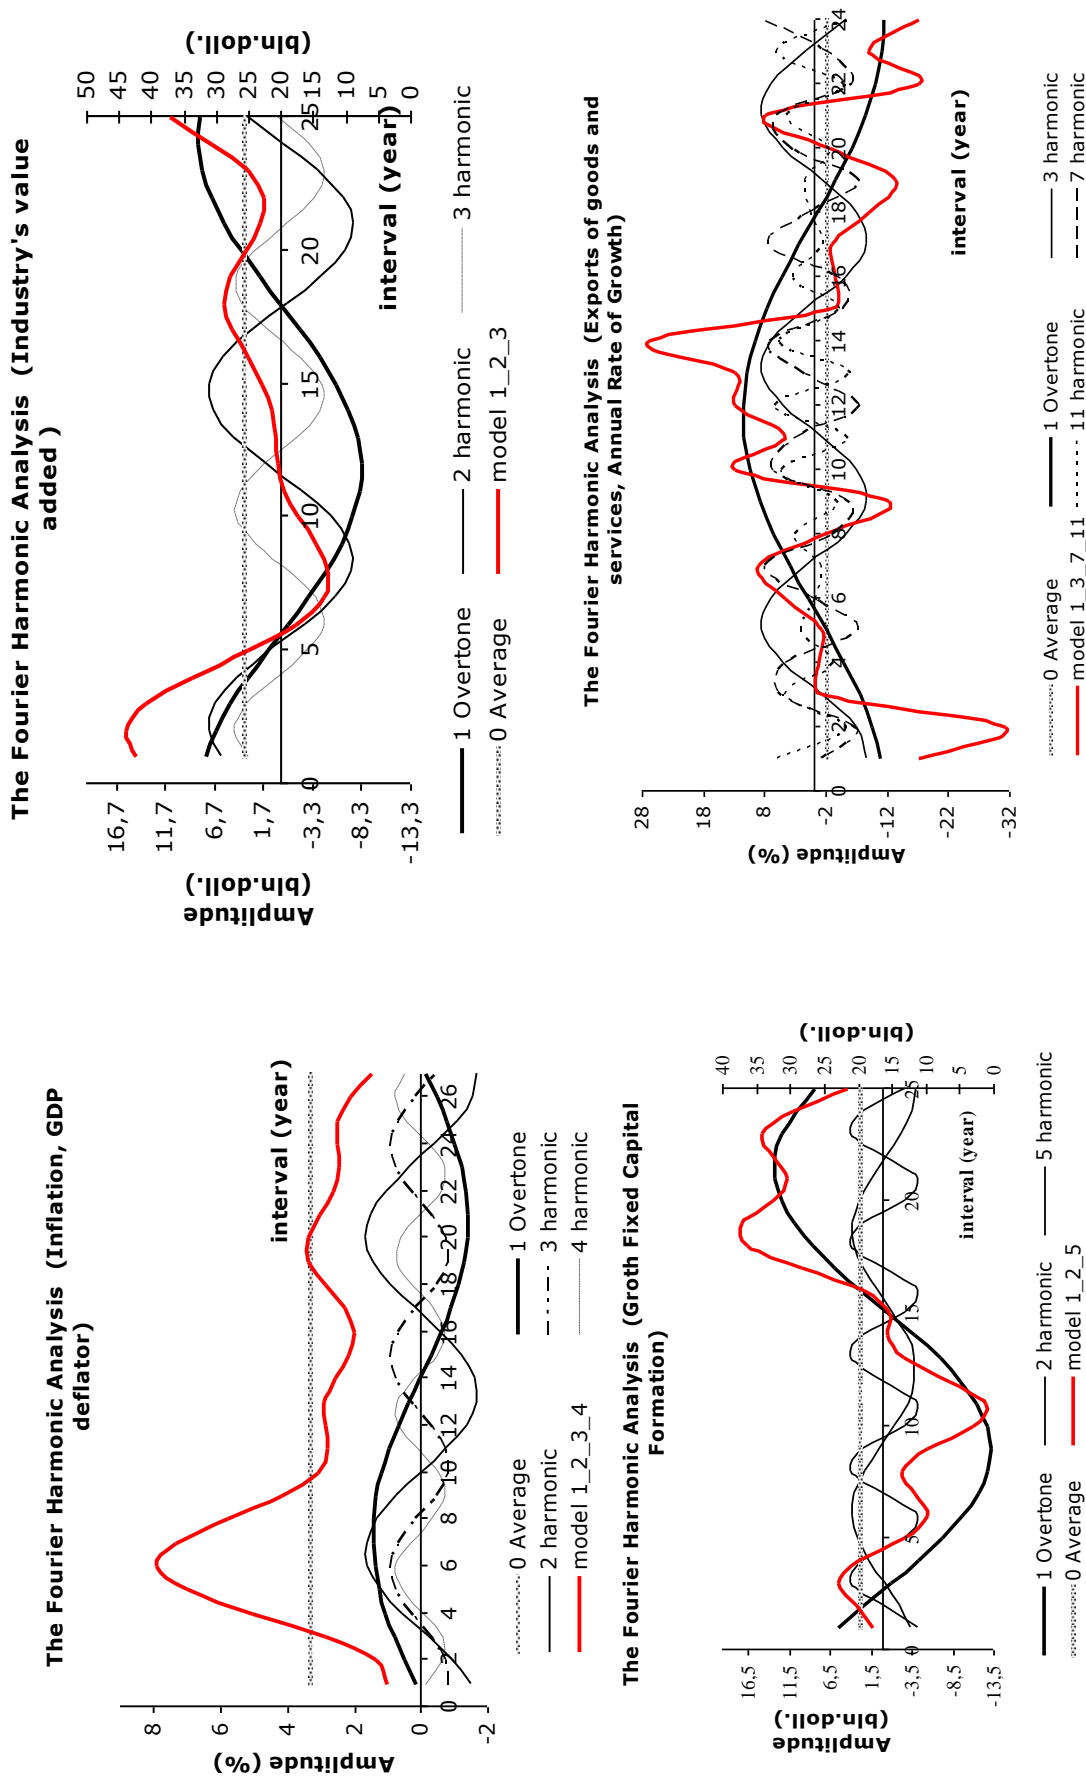 The Fourier Harmonic Analysis (Inflation, GDP
deflator)
Amplitude (%)
8
6
4
2
0
-2
interval (year)
0 2 4 6 8 10 12 14 16 18 20 22 24 26
0 Average 1 Overtone
2 harmonic 3 harmonic
model 1_2_3_4 4 harmonic
The Fourier Harmonic Analysis (Industry's value
added )
Amplitude
(bln.doll.)
16,7
11,7
6,7
1,7
-3,3
-8,3
-13,3
0 5 10 15 20 25
50
45
40
35
30
25
20
15
10
5
0
(bln.doll.)
interval (year)
1 Overtone 2 harmonic 3 harmonic
0 Average model 1_2_3
The Fourier Harmonic Analysis (Groth Fixed Capital
Formation)
Amplitude
(bln.doll.)
16,5
11,5
6,5
1,5
-3,5
-8,5
-13,5
0 5 10 15 20 25
40
35
30
25
20
15
10
5
0
(bln.doll.)
interval (year)
1 Overtone 2 harmonic 5 harmonic
0 Average model 1_2_5
The Fourier Harmonic Analysis (Exports of goods and
services, Annual Rate of Growth)
Amplitude (%)
28
18
8
-2
-12
-22
-32
0 2 4 6 8 10 12 14 16 18 20 22 24
interval (year)
0 Average 1 Overtone 3 harmonic
model 1_3_7_11 11 harmonic 7 harmonic